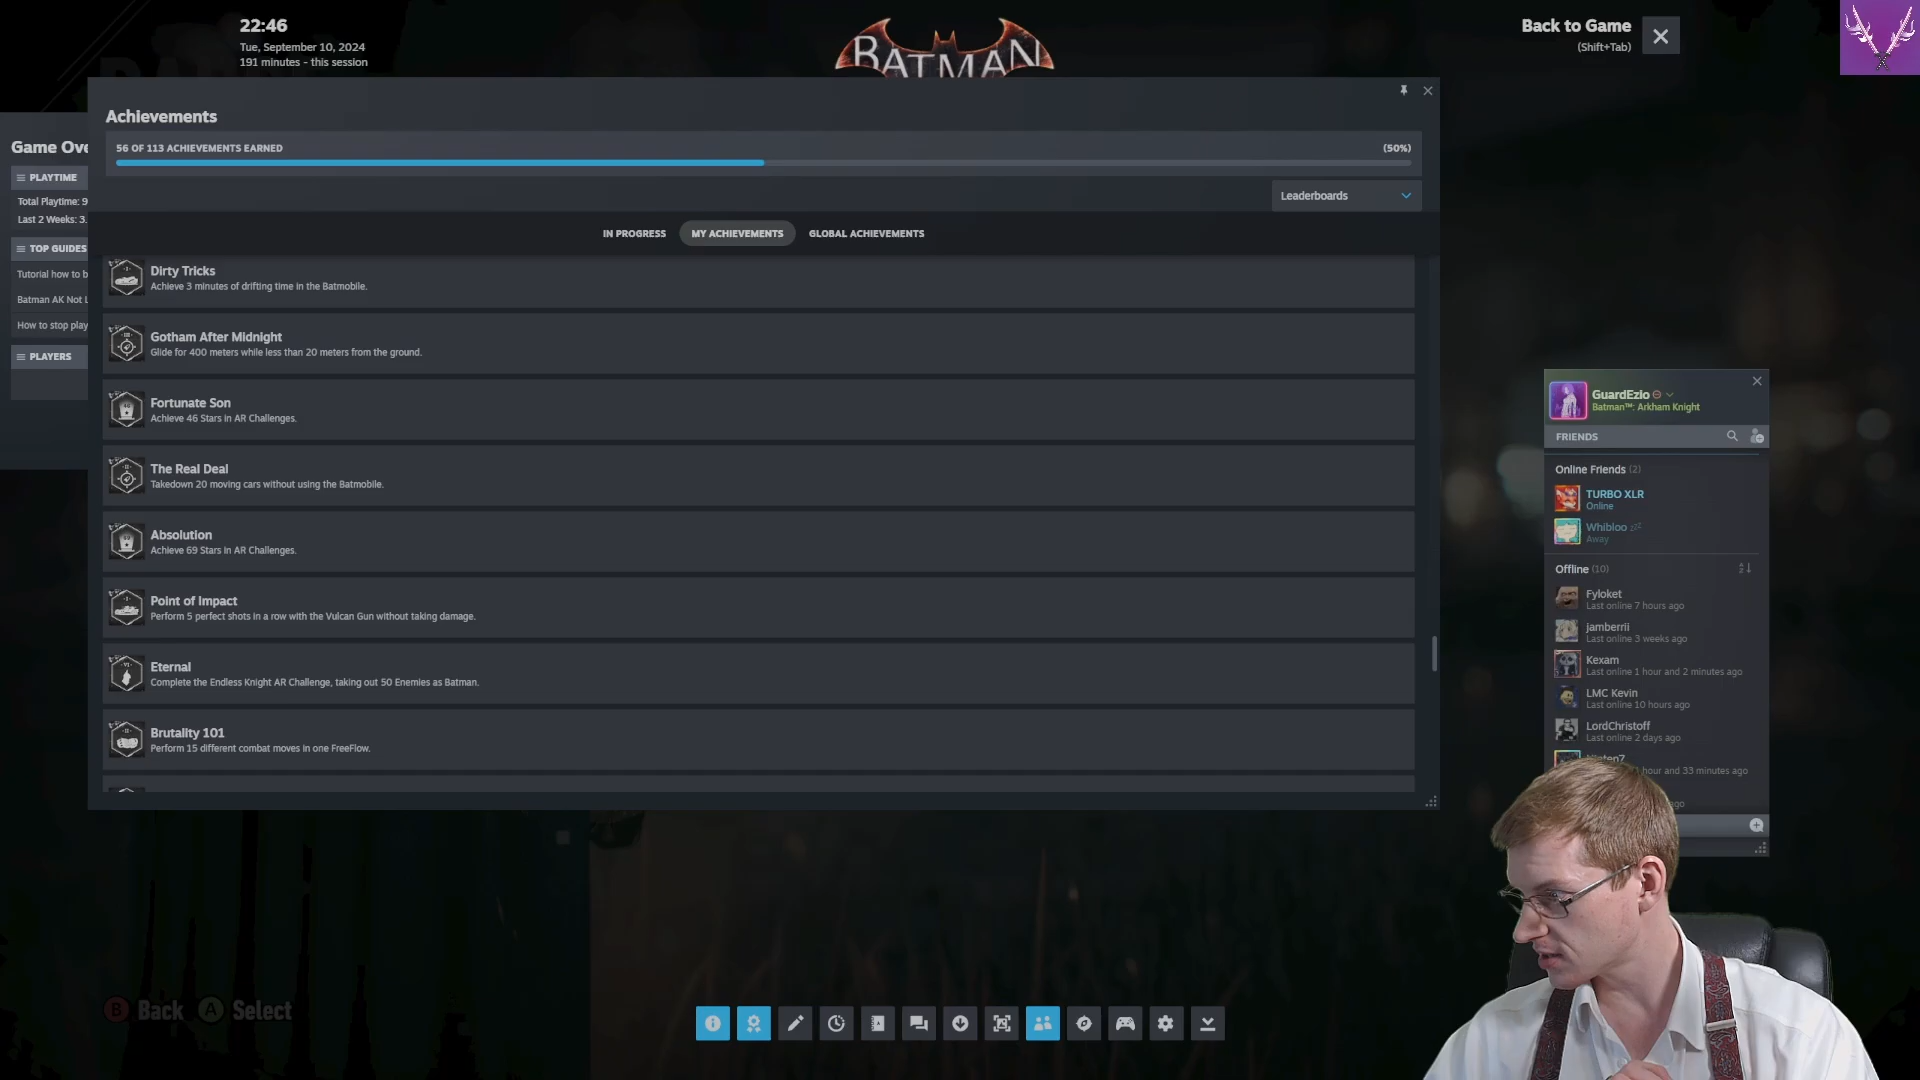 22:46
Tue, September 10, 2024
191 minutes - this session
BATMAN
Back to Game
(Shift+Tab)
Achievements
56 OF 113 ACHIEVEMENTS EARNED
(50%)
Leaderboards
IN PROGRESS
MY ACHIEVEMENTS
GLOBAL ACHIEVEMENTS
Game Ove
PLAYTIME
Total Playtime: 9
Last 2 Weeks: 3.
TOP GUIDES
Tutorial how to b
Batman AK Not L
How to stop play
PLAYERS
Dirty Tricks
Achieve 3 minutes of drifting time in the Batmobile.
Gotham After Midnight
Glide for 400 meters while less than 20 meters from the ground.
Fortunate Son
Achieve 46 Stars in AR Challenges.
The Real Deal
Takedown 20 moving cars without using the Batmobile.
Absolution
Achieve 69 Stars in AR Challenges.
Point of Impact
Perform 5 perfect shots in a row with the Vulcan Gun without taking damage.
Eternal
Complete the Endless Knight AR Challenge, taking out 50 Enemies as Batman.
Brutality 101
Perform 15 different combat moves in one FreeFlow.
GuardEzio
Batman™: Arkham Knight
FRIENDS
Online Friends (2)
TURBO XLR
Online
Whibloo zzz
Away
Offline (10)
Fyloket
Last online 7 hours ago
jamberrii
Last online 3 weeks ago
Kexam
Last online 1 hour and 2 minutes ago
LMC Kevin
Last online 10 hours ago
LordChristoff
Last online 2 days ago
hour and 33 minutes ago
ago
B Back A Select